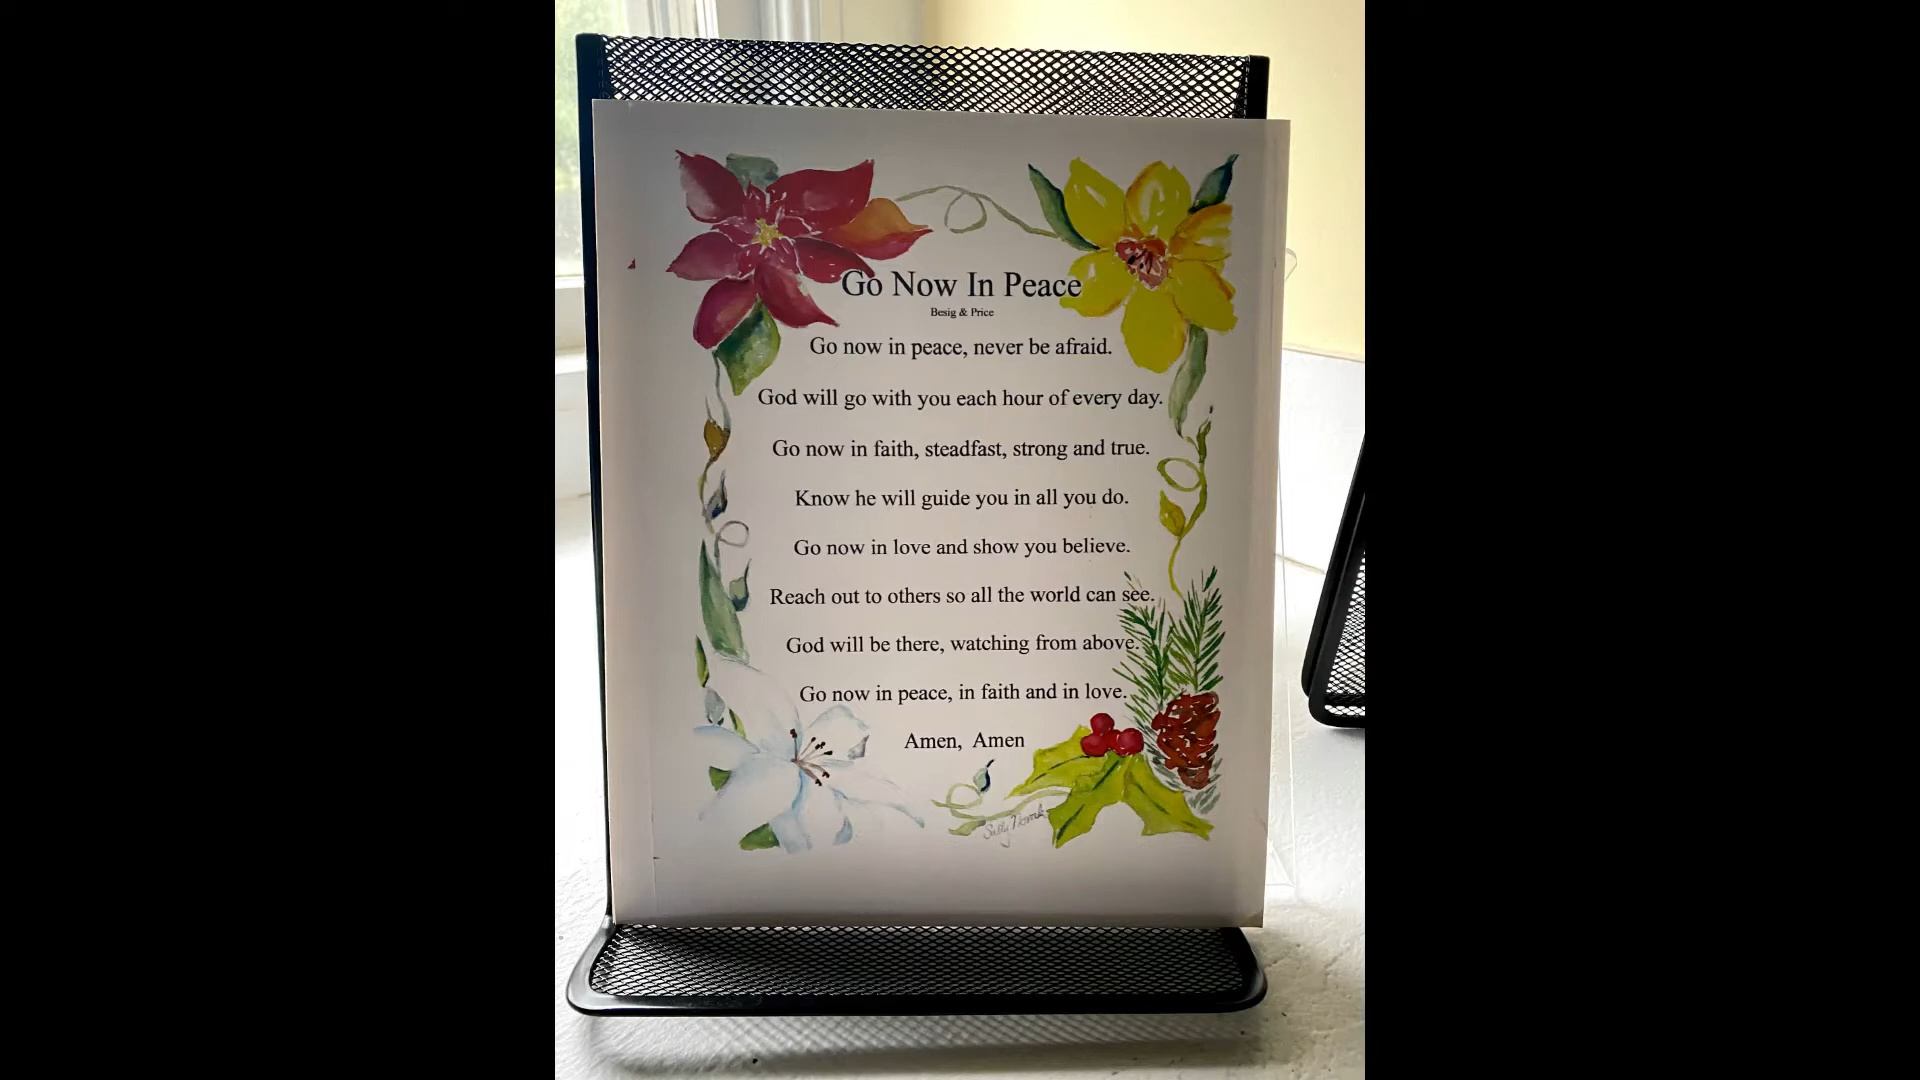 Go Now In Peace
Besig & Price
Go now in peace, never be afraid.
God will go with you each hour of every day.
Go now in faith, steadfast, strong and true.
Know he will guide you in all you do.
Go now in love and show you believe.
Reach out to others so all the world can see.
God will be there, watching from above.
Go now in peace, in faith and in love.
Amen, Amen
Sally